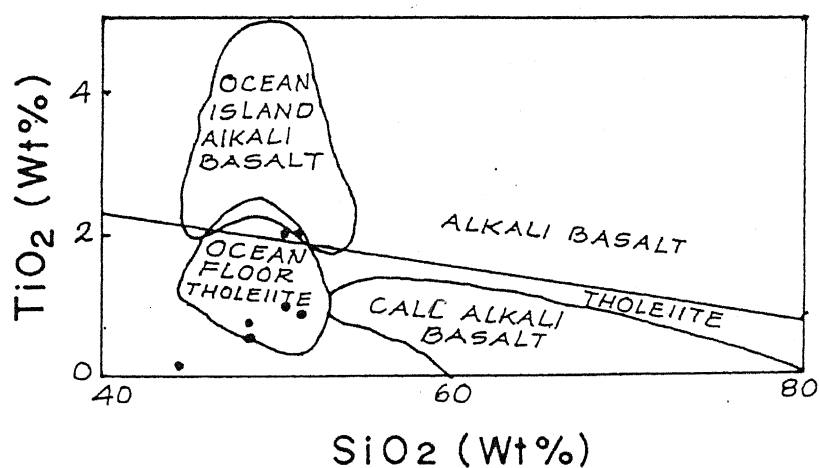 4
2
0
TiO2 (Wt%)
OCEAN
ISLAND
AIKALI
BASALT
ALKALI BASALT
OCEAN
FLOOR
THOLEIITE
CALC ALKALI
BASALT
THOLEIITE
40
60
80
SiO2 (Wt%)